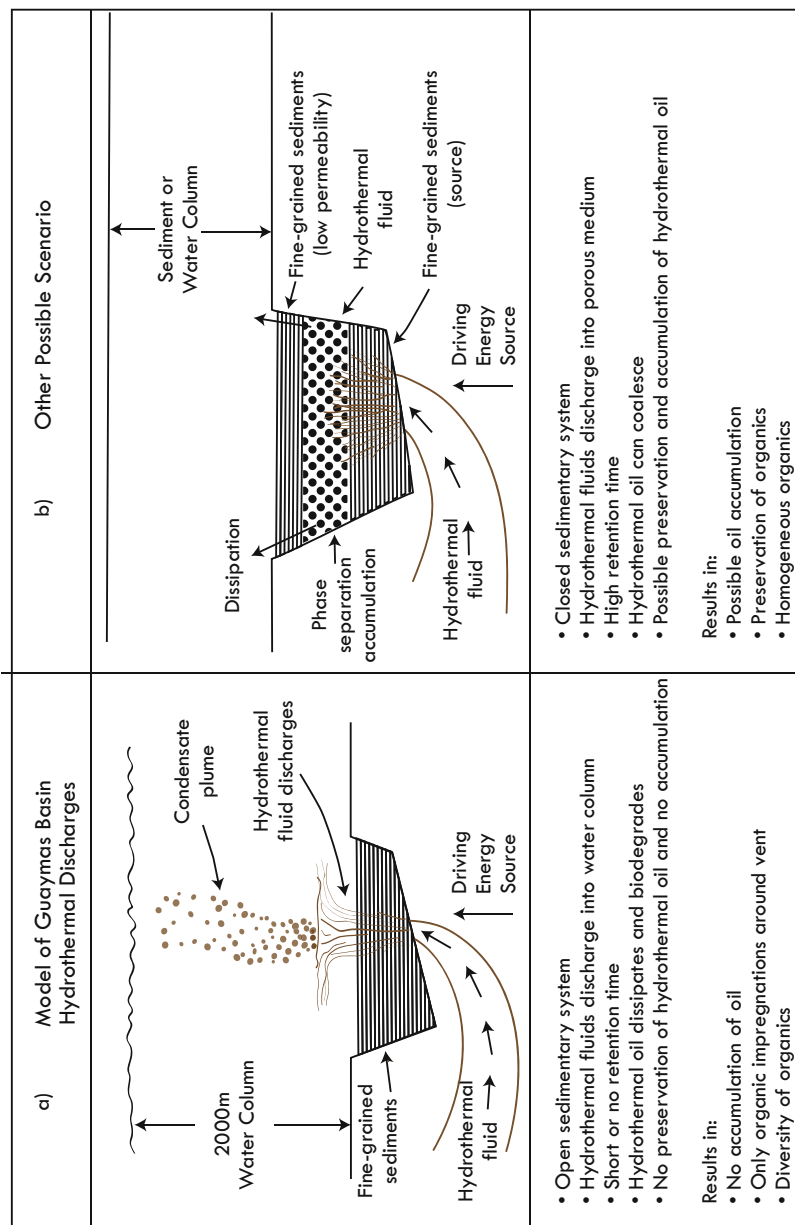 a)
Model of Guaymas Basin
Hydrothermal Discharges
2000m
Water Column
Condensate
plume
Hydrothermal
fluid discharges
Fine-grained
sediments
Hydrothermal
fluid
Driving
Energy
Source
• Open sedimentary system
• Hydrothermal fluids discharge into water column
• Short or no retention time
• Hydrothermal oil dissipates and biodegrades
• No preservation of hydrothermal oil and no accumulation
Results in:
• No accumulation of oil
• Only organic impregnations around vent
• Diversity of organics
b)
Other Possible Scenario
Sediment or
Water Column
Dissipation
Fine-grained sediments
(low permeability)
Hydrothermal
fluid
Phase
separation
accumulation
Fine-grained sediments
(source)
Hydrothermal
fluid
Driving
Energy
Source
• Closed sedimentary system
• Hydrothermal fluids discharge into porous medium
• High retention time
• Hydrothermal oil can coalesce
• Possible preservation and accumulation of hydrothermal oil
Results in:
• Possible oil accumulation
• Preservation of organics
• Homogeneous organics